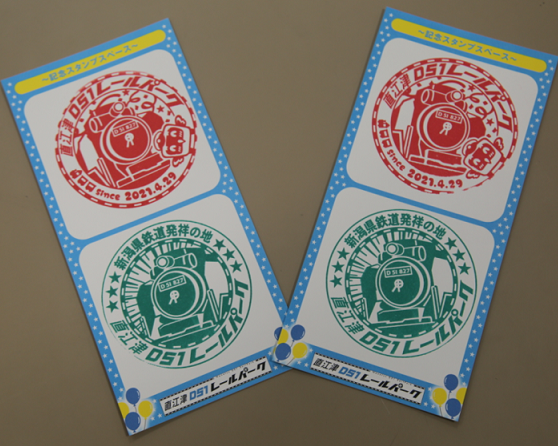 ～記念スタンプスペース～
直江津D51レールパーク
D51 827
since 2021.4.29
新潟県鉄道発祥の地
D51 827
直江津D51レールパーク
直江津 D51 レールパーク
～記念スタンプスペース～
直江津D51レールパーク
D51 827
since 2021.4.29
新潟県鉄道発祥の地
D51 827
直江津D51レールパーク
直江津 D51 レールパーク